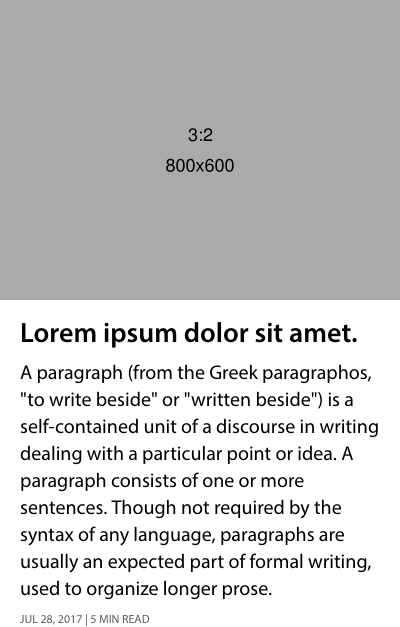 3:2
800x600
Lorem ipsum dolor sit amet.
A paragraph (from the Greek paragraphos,
"to write beside" or "written beside") is a
self-contained unit of a discourse in writing
dealing with a particular point or idea. A
paragraph consists of one or more
sentences. Though not required by the
syntax of any language, paragraphs are
usually an expected part of formal writing,
used to organize longer prose.
JUL 28, 2017 | 5 MIN READ